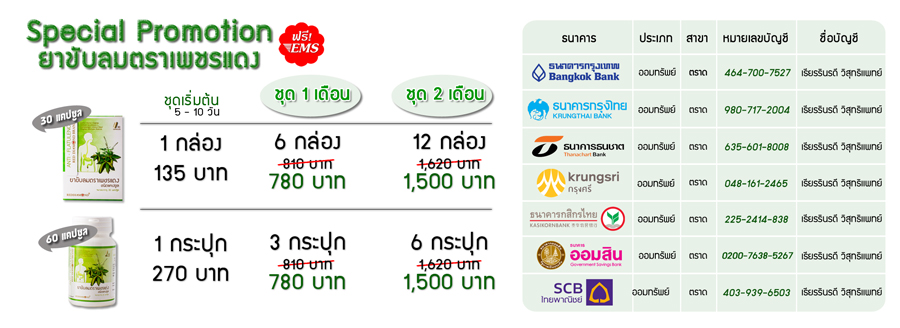 Special Promotion
ยาขับลมตราเพชรแดง
ฟรี!
EMS
ชุดเริ่มต้น
5 - 10 วัน
ชุด 1 เดือน
ชุด 2 เดือน
30 แคปซูล
ยาขับลมตราเพชรแดง
1 กล่อง
135 บาท
6 กล่อง
810 บาท
780 บาท
12 กล่อง
1,620 บาท
1,500 บาท
60 แคปซูล
1 กระปุก
270 บาท
3 กระปุก
810 บาท
780 บาท
6 กระปุก
1,620 บาท
1,500 บาท
ธนาคาร ประเภท สาขา หมายเลขบัญชี ชื่อบัญชี
ธนาคารกรุงเทพ
Bangkok Bank
ออมทรัพย์ ตราด 464-700-7527 เธียรรินรดี วิสุทธิแพทย์
ธนาคารกรุงไทย
KRUNGTHAI BANK
ออมทรัพย์ ตราด 980-717-2004 เธียรรินรดี วิสุทธิแพทย์
ธนาคารธนชาต
Thanachart Bank
ออมทรัพย์ ตราด 635-601-8008 เธียรรินรดี วิสุทธิแพทย์
krungsri
กรุงศรี
ออมทรัพย์ ตราด 048-161-2465 เธียรรินรดี วิสุทธิแพทย์
ธนาคารกสิกรไทย
KASIKORNBANK
ออมทรัพย์ ตราด 225-2414-838 เธียรรินรดี วิสุทธิแพทย์
ธนาคาร
ออมสิน
Government Savings Bank
ออมทรัพย์ ตราด 0200-7638-5267 เธียรรินรดี วิสุทธิแพทย์
SCB
ไทยพาณิชย์
ออมทรัพย์ ตราด 403-939-6503 เธียรรินรดี วิสุทธิแพทย์